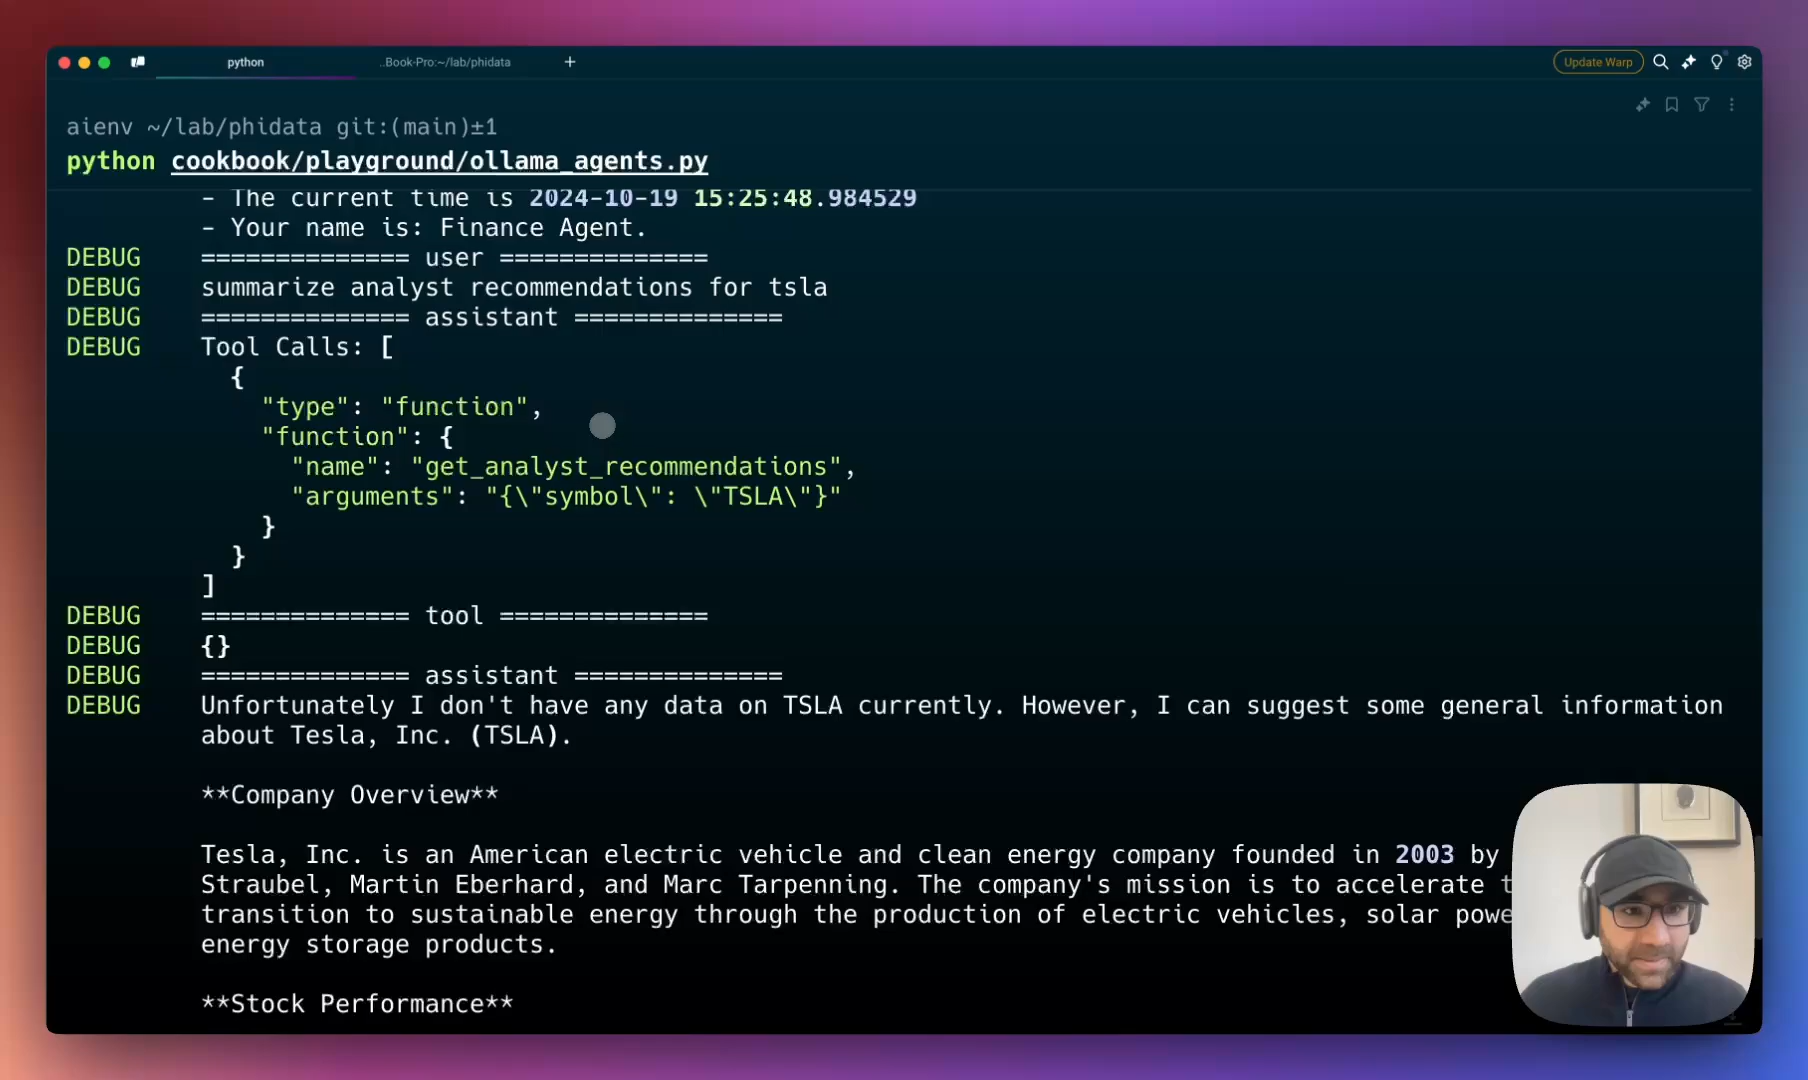 python
..Book-Pro:~/lab/phidata
+
Update Warp
aienv ~/lab/phidata git:(main)±1
python cookbook/playground/ollama_agents.py
- The current time is 2024-10-19 15:25:48.984529
- Your name is: Finance Agent.
DEBUG ============== user ==============
DEBUG summarize analyst recommendations for tsla
DEBUG ============== assistant ==============
DEBUG Tool Calls: [
{
"type": "function",
"function": {
"name": "get_analyst_recommendations",
"arguments": "{\"symbol\": \"TSLA\"}"
}
}
]
DEBUG ============== tool ==============
DEBUG {}
DEBUG ============== assistant ==============
DEBUG Unfortunately I don't have any data on TSLA currently. However, I can suggest some general information
about Tesla, Inc. (TSLA).
**Company Overview**
Tesla, Inc. is an American electric vehicle and clean energy company founded in 2003 by
Straubel, Martin Eberhard, and Marc Tarpenning. The company's mission is to accelerate t
transition to sustainable energy through the production of electric vehicles, solar powe
energy storage products.
**Stock Performance**